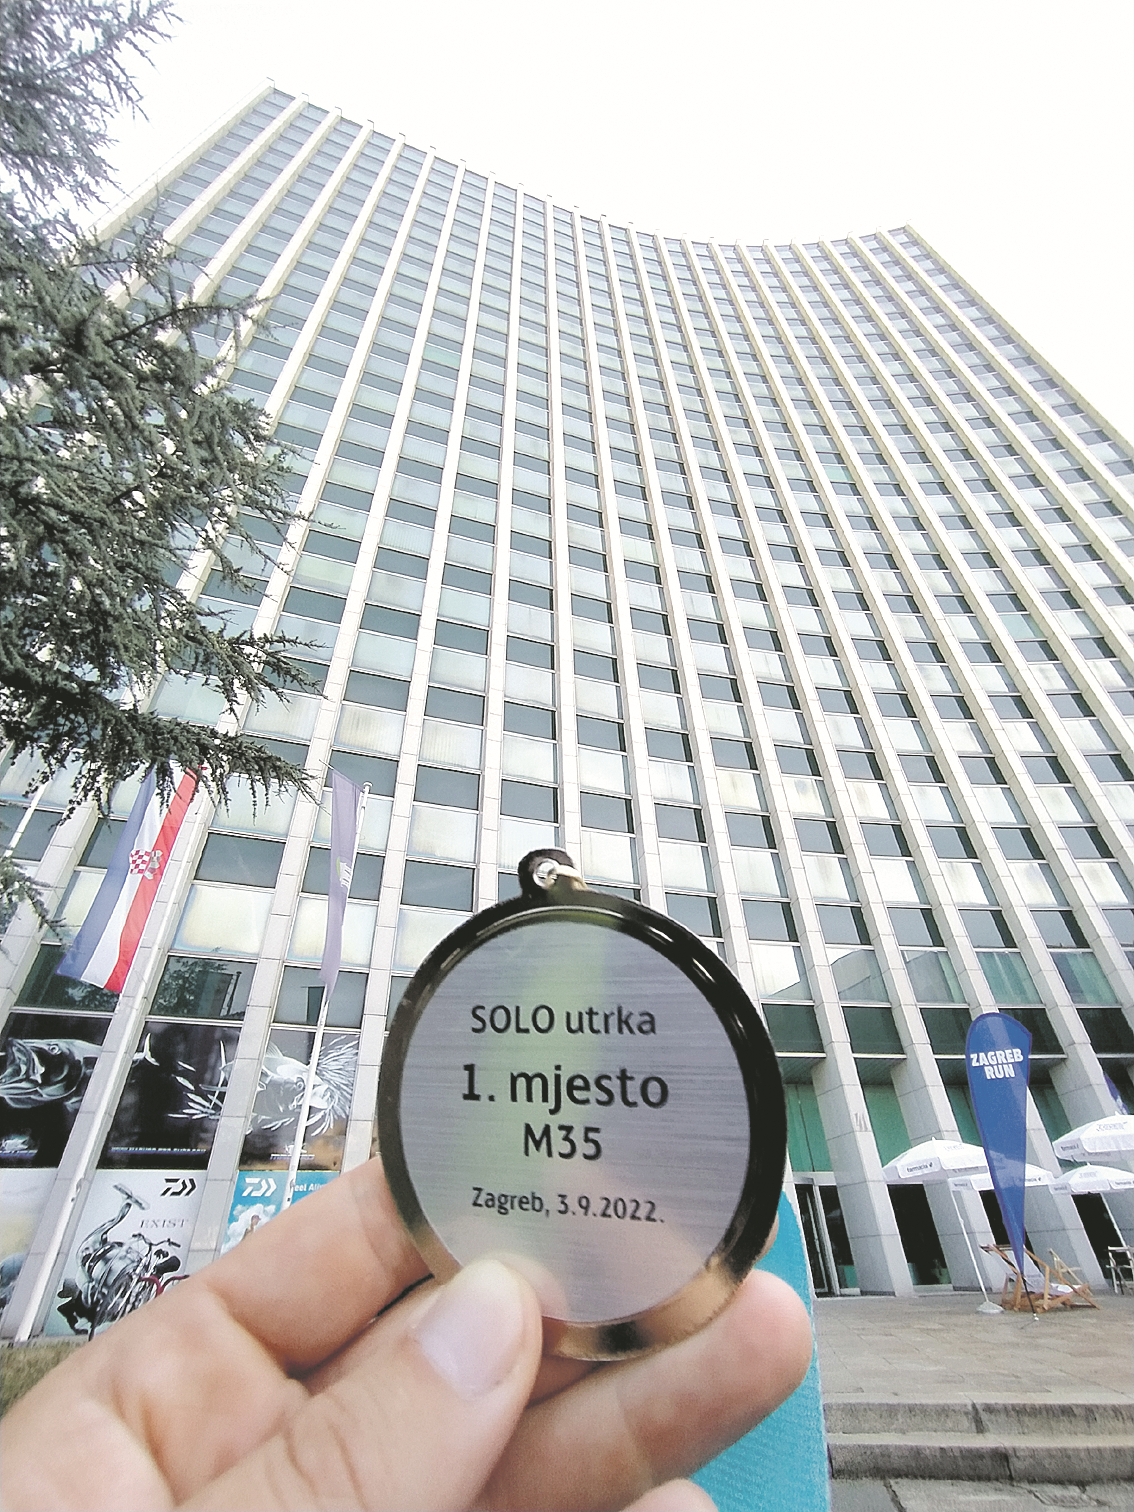 SOLO utrka
1. mjesto
M35
Zagreb, 3.9.2022.
ZAGREB
RUN
EXIST